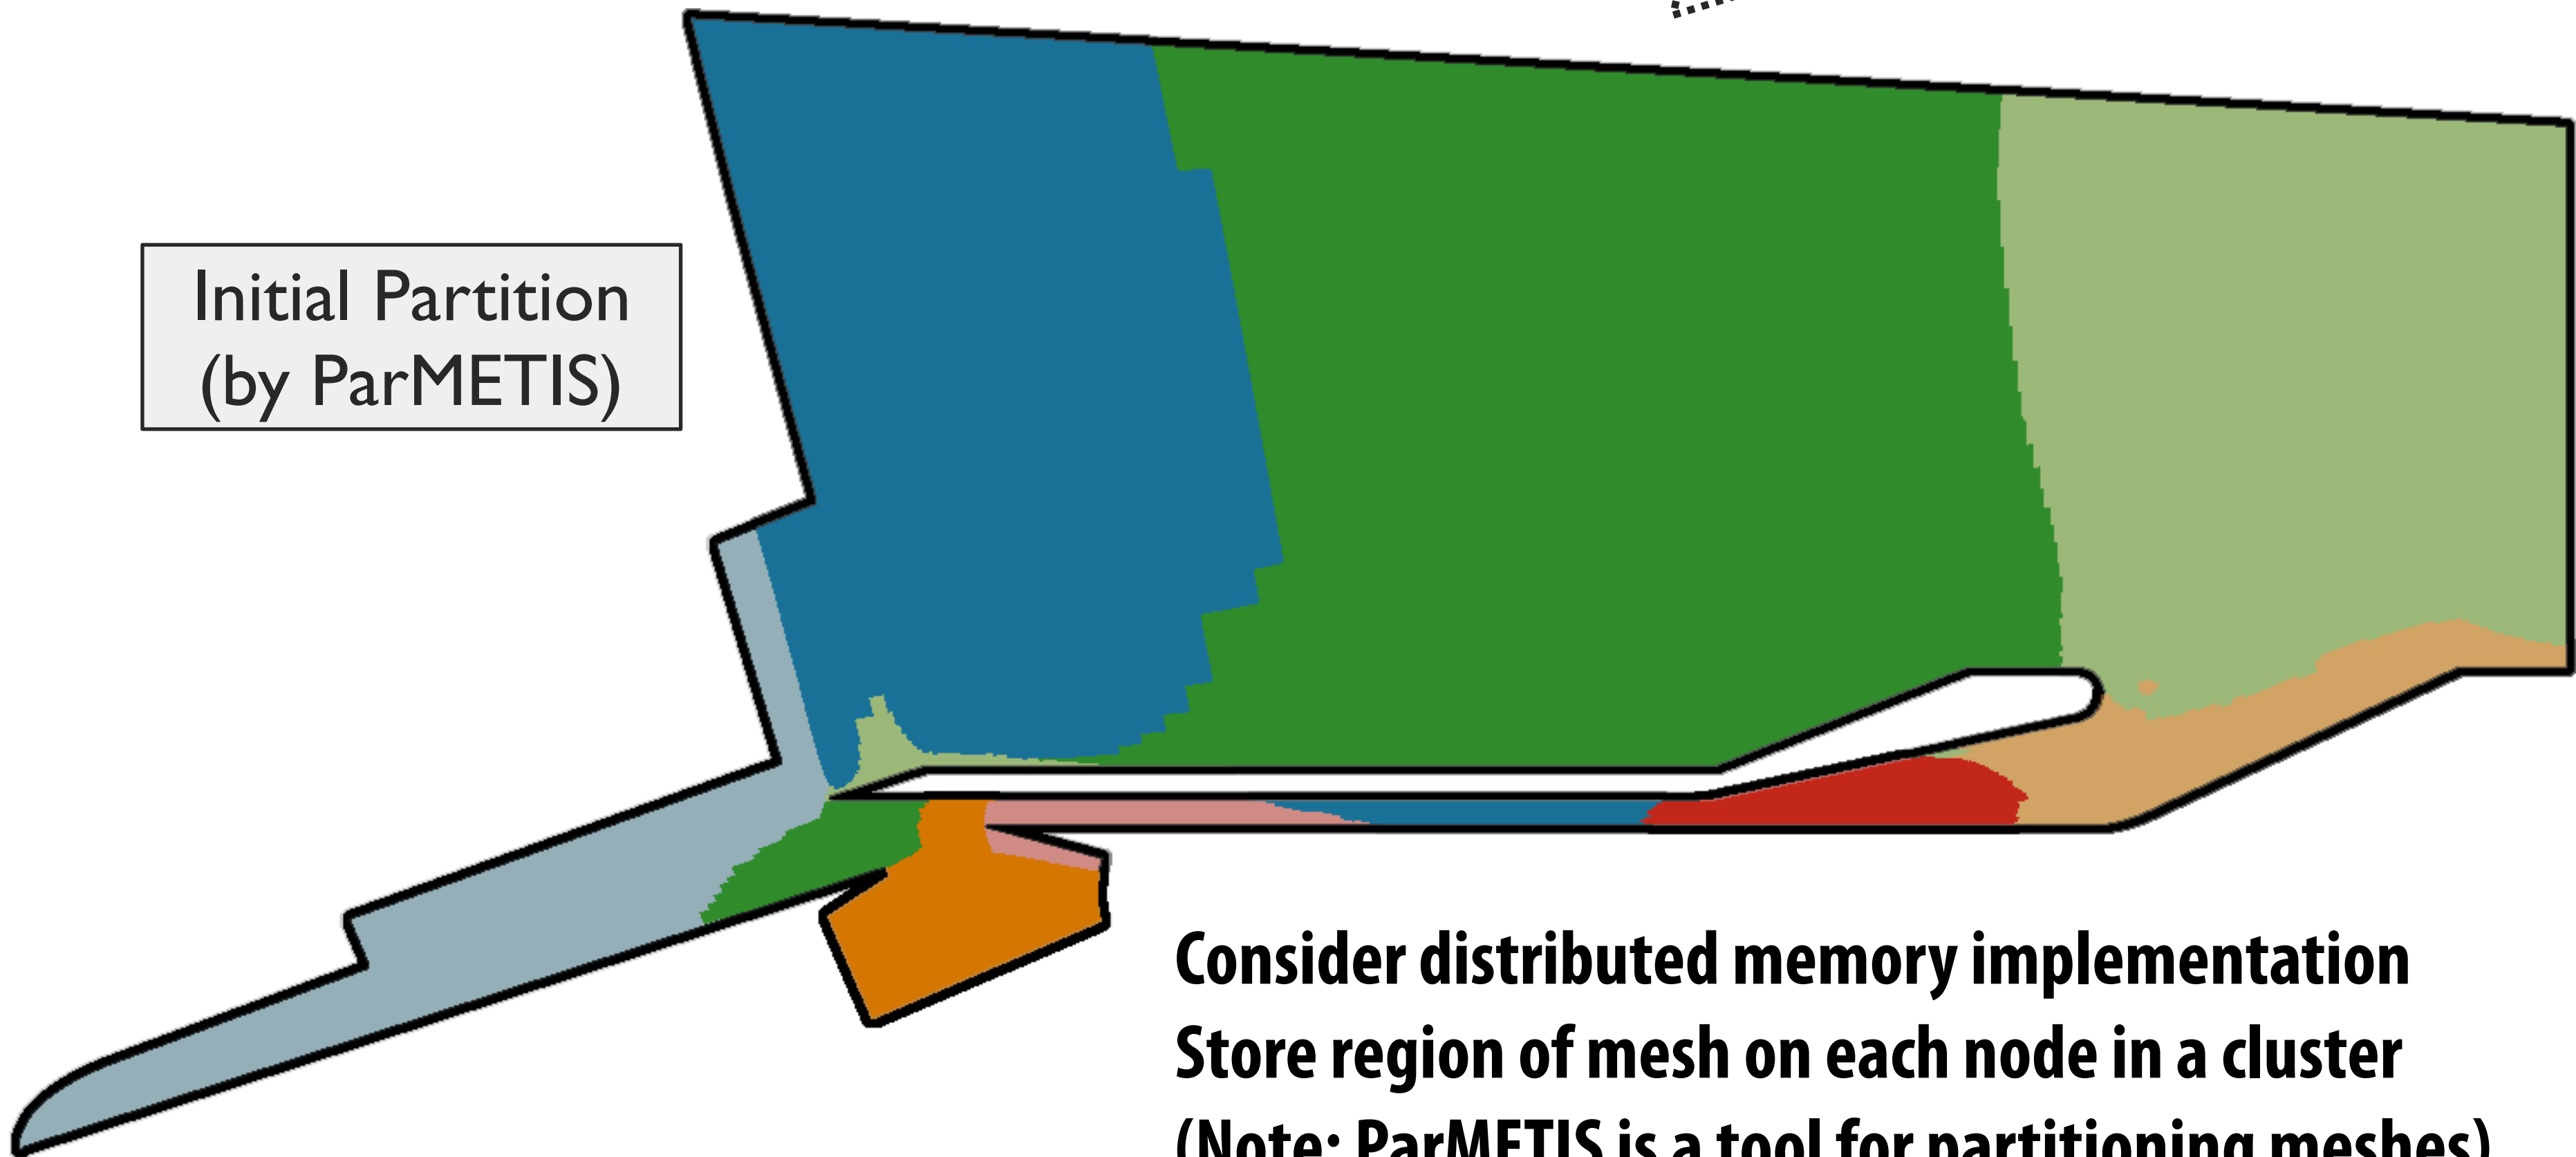 Initial Partition
(by ParMETIS)
Consider distributed memory implementation
Store region of mesh on each node in a cluster
(Note: ParMETIS is a tool for partitioning meshes)